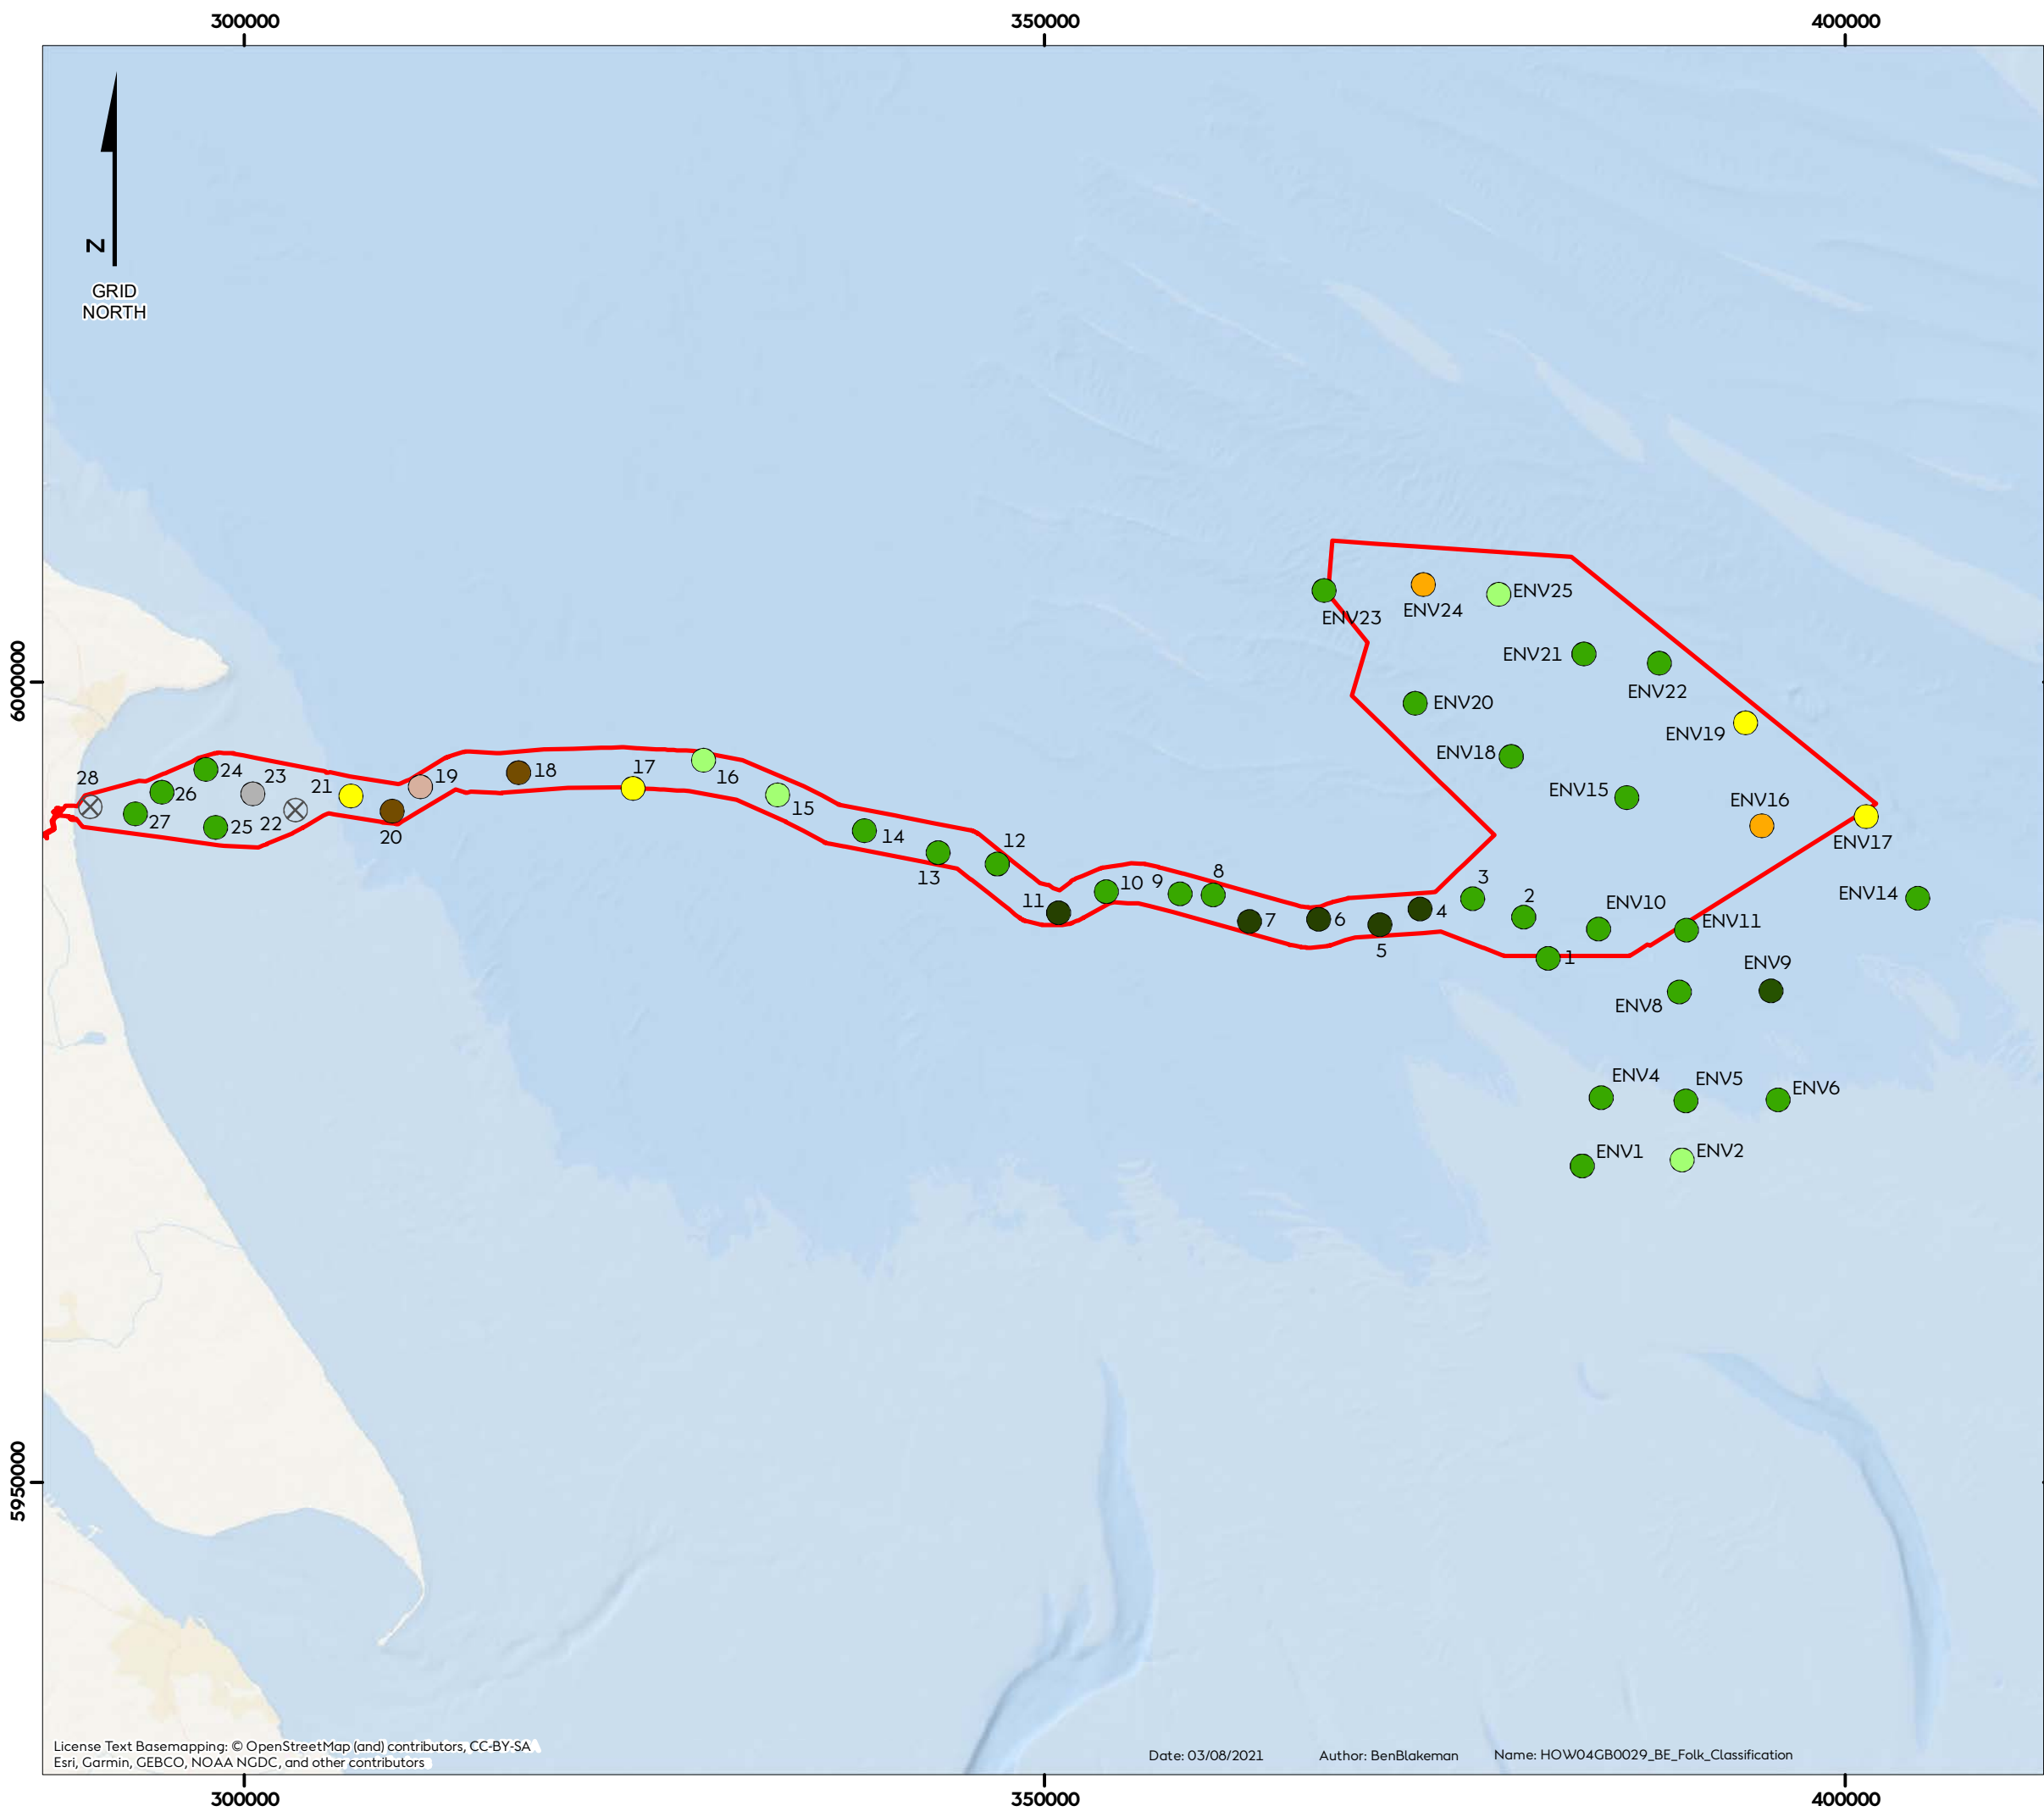 300000
350000
400000
N
GRID
NORTH
ENV25
ENV24
ENV23
6000000
ENV21
ENV22
ENV20
ENV19
ENV18
ENV15
ENV16
ENV17
28
24
23
21
19
18
17
16
26
15
27
25
22
20
14
12
13
ENV14
3
8
10
9
2
11
7
6
4
5
1
ENV10
ENV11
ENV9
ENV8
ENV4
ENV5
ENV6
ENV1
ENV2
5950000
License Text Basemapping: © OpenStreetMap (and) contributors, CC-BY-SA
Esri, Garmin, GEBCO, NOAA NGDC, and other contributors
Date: 03/08/2021 Author: BenBlakeman Name: HOW04GB0029_BE_Folk_Classification
300000
350000
400000